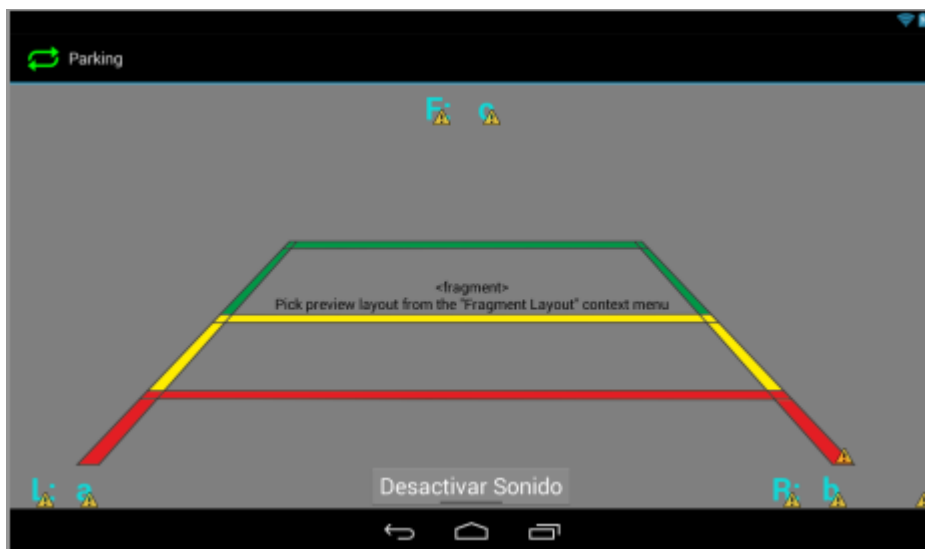 Parking
F: c
<fragment>
Pick preview layout from the "Fragment Layout" context menu
L: a
Desactivar Sonido
R: b